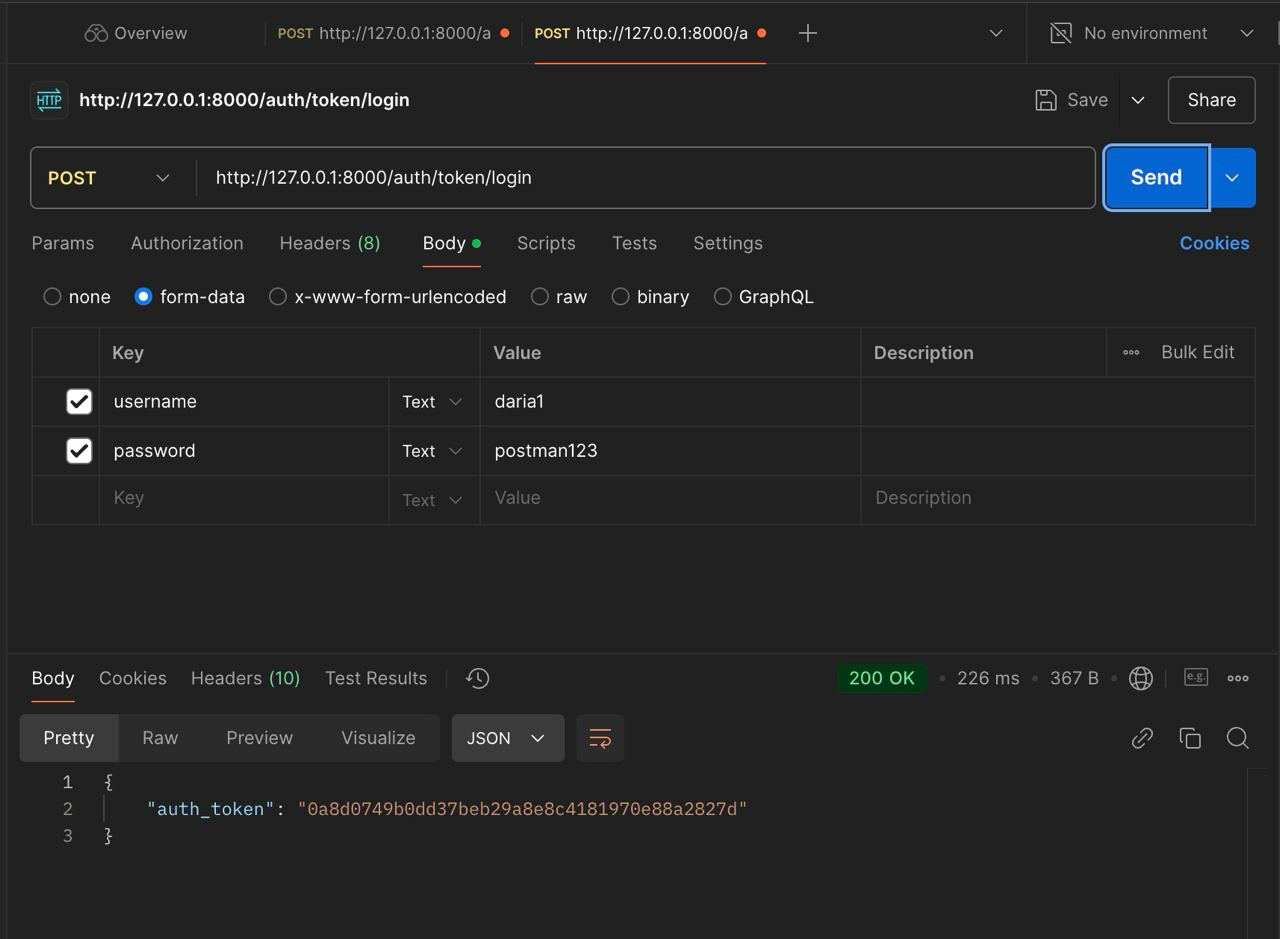 Overview POST http://127.0.0.1:8000/a POST http://127.0.0.1:8000/a No environment
HTTP http://127.0.0.1:8000/auth/token/login Save Share
POST http://127.0.0.1:8000/auth/token/login Send
Params Authorization Headers (8) Body Scripts Tests Settings Cookies
none form-data x-www-form-urlencoded raw binary GraphQL
Key Value Description Bulk Edit
username Text daria1
password Text postman123
Key Text Value Description
Body Cookies Headers (10) Test Results 200 OK 226 ms 367 B e.g.
Pretty Raw Preview Visualize JSON
1 {
2 "auth_token": "0a8d0749b0dd37beb29a8e8c4181970e88a2827d"
3 }